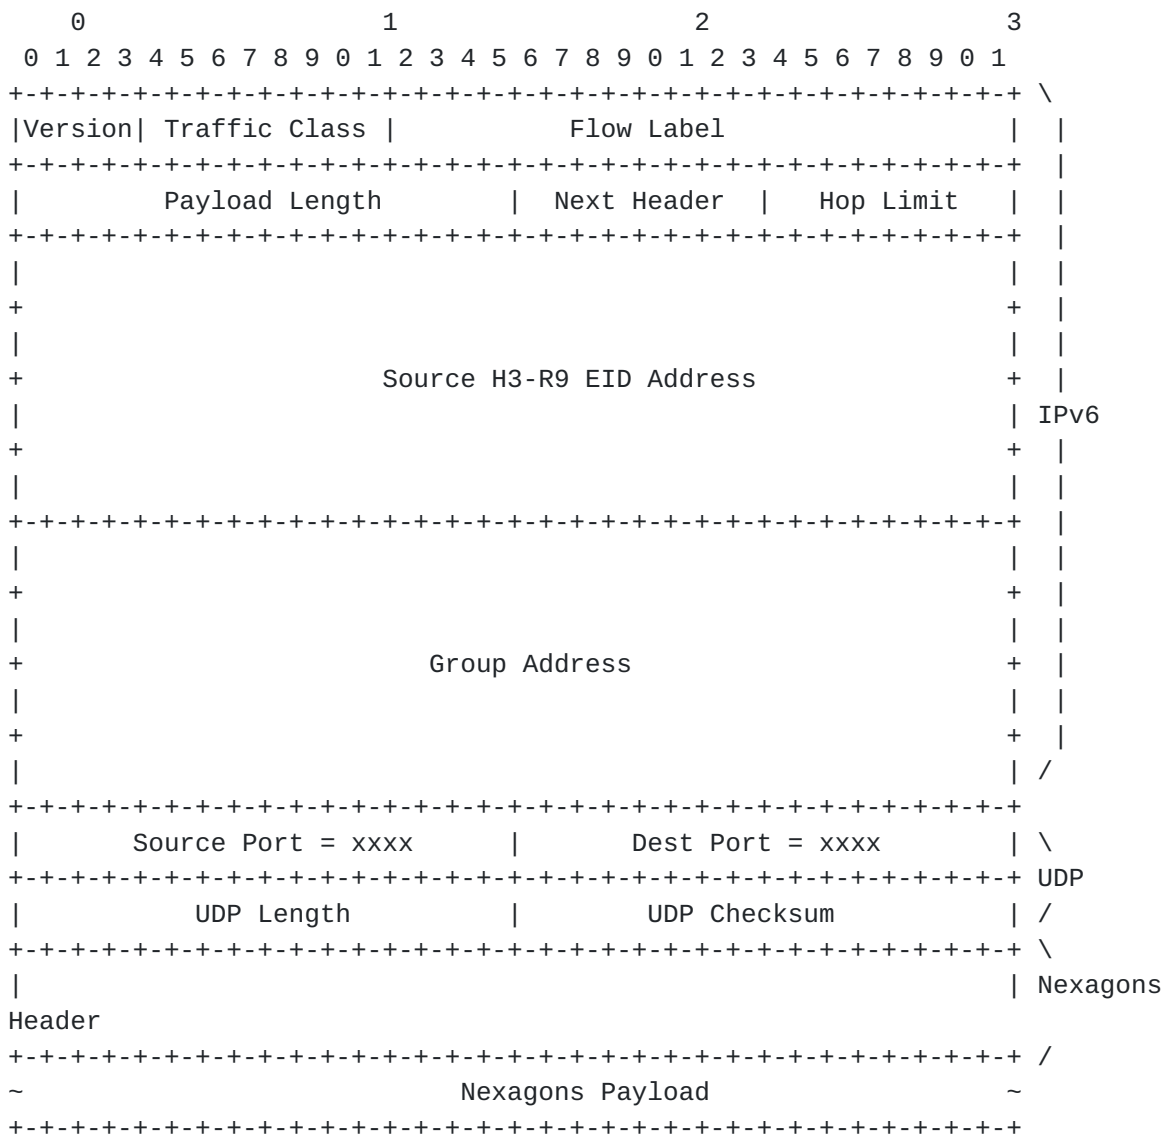 0                   1                   2                   3
 0 1 2 3 4 5 6 7 8 9 0 1 2 3 4 5 6 7 8 9 0 1 2 3 4 5 6 7 8 9 0 1
+-+-+-+-+-+-+-+-+-+-+-+-+-+-+-+-+-+-+-+-+-+-+-+-+-+-+-+-+-+-+-+-+ \
|Version| Traffic Class |           Flow Label                  |  |
+-+-+-+-+-+-+-+-+-+-+-+-+-+-+-+-+-+-+-+-+-+-+-+-+-+-+-+-+-+-+-+-+  |
|         Payload Length        |  Next Header  |   Hop Limit   |  |
+-+-+-+-+-+-+-+-+-+-+-+-+-+-+-+-+-+-+-+-+-+-+-+-+-+-+-+-+-+-+-+-+  |
|                                                               |  |
+                                                               +  |
|                                                               |  |
+                       Source H3-R9 EID Address                +  |
|                                                               | IPv6
+                                                               +  |
|                                                               |  |
+-+-+-+-+-+-+-+-+-+-+-+-+-+-+-+-+-+-+-+-+-+-+-+-+-+-+-+-+-+-+-+-+  |
|                                                               |  |
+                                                               +  |
|                                                               |  |
+                          Group Address                        +  |
|                                                               |  |
+                                                               +  |
|                                                               | /
+-+-+-+-+-+-+-+-+-+-+-+-+-+-+-+-+-+-+-+-+-+-+-+-+-+-+-+-+-+-+-+-+
|       Source Port = xxxx      |       Dest Port = xxxx        | \
+-+-+-+-+-+-+-+-+-+-+-+-+-+-+-+-+-+-+-+-+-+-+-+-+-+-+-+-+-+-+-+-+ UDP
|           UDP Length          |        UDP Checksum           | /
+-+-+-+-+-+-+-+-+-+-+-+-+-+-+-+-+-+-+-+-+-+-+-+-+-+-+-+-+-+-+-+-+ \
|                                                               | Nexagons
Header
+-+-+-+-+-+-+-+-+-+-+-+-+-+-+-+-+-+-+-+-+-+-+-+-+-+-+-+-+-+-+-+-+ /
~                            Nexagons Payload                   ~
+-+-+-+-+-+-+-+-+-+-+-+-+-+-+-+-+-+-+-+-+-+-+-+-+-+-+-+-+-+-+-+-+